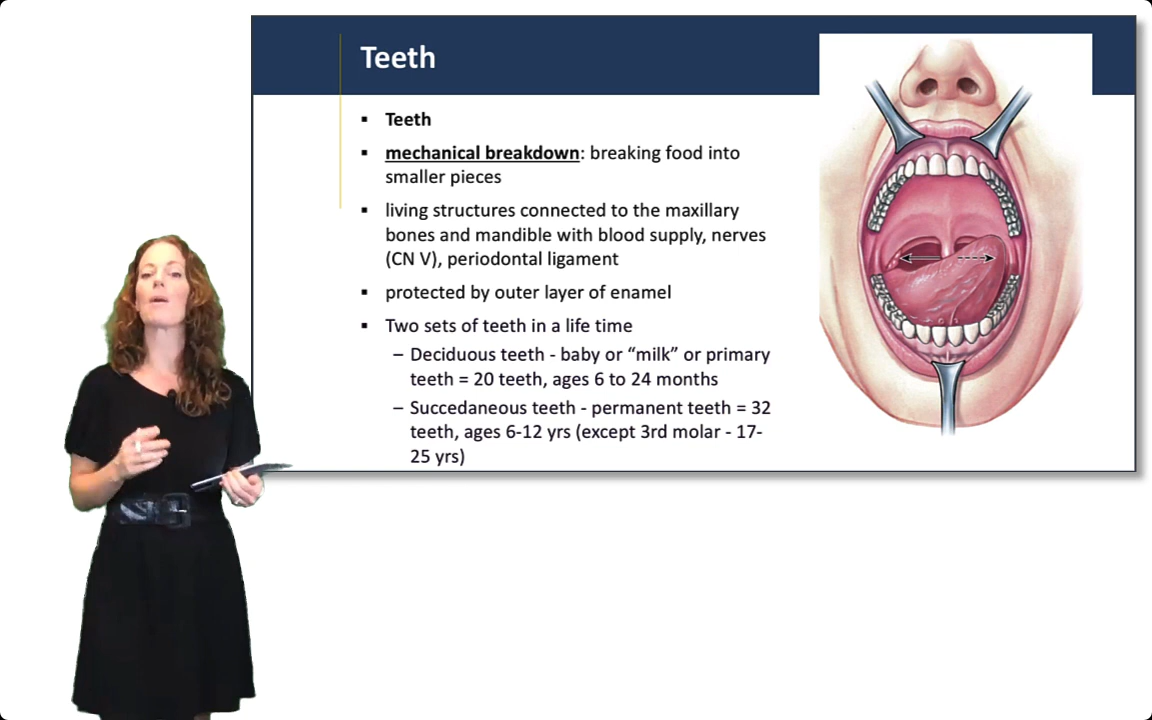 Teeth
▪ Teeth
▪ mechanical breakdown: breaking food into
smaller pieces
▪ living structures connected to the maxillary
bones and mandible with blood supply, nerves
(CN V), periodontal ligament
▪ protected by outer layer of enamel
▪ Two sets of teeth in a life time
– Deciduous teeth - baby or “milk” or primary
teeth = 20 teeth, ages 6 to 24 months
– Succedaneous teeth - permanent teeth = 32
teeth, ages 6-12 yrs (except 3rd molar - 17-
25 yrs)